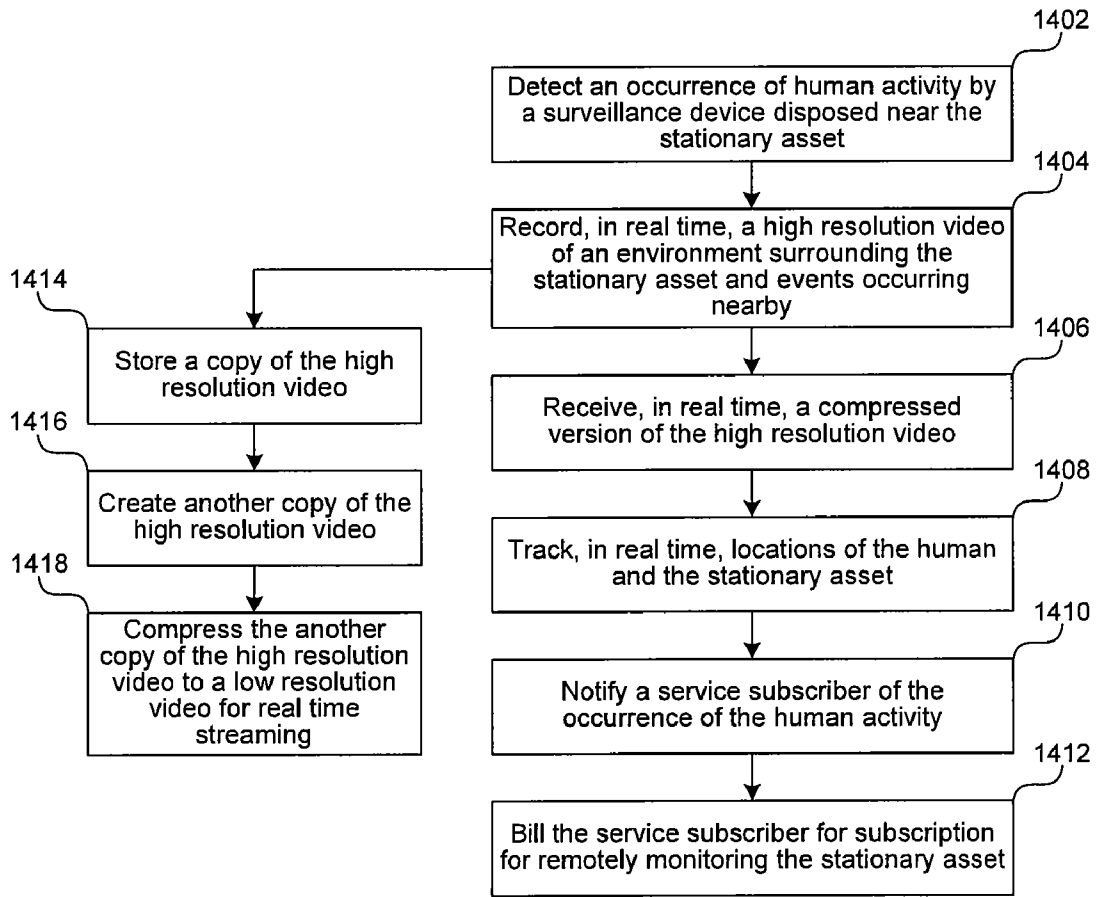 1402
Detect an occurrence of human activity by
a surveillance device disposed near the
stationary asset
1404
Record, in real time, a high resolution video
of an environment surrounding the
stationary asset and events occurring
nearby
1406
Receive, in real time, a compressed
version of the high resolution video
1408
Track, in real time, locations of the human
and the stationary asset
1410
Notify a service subscriber of the
occurrence of the human activity
1412
Bill the service subscriber for subscription
for remotely monitoring the stationary asset
1414
Store a copy of the high
resolution video
1416
Create another copy of the
high resolution video
1418
Compress the another
copy of the high resolution
video to a low resolution
video for real time
streaming